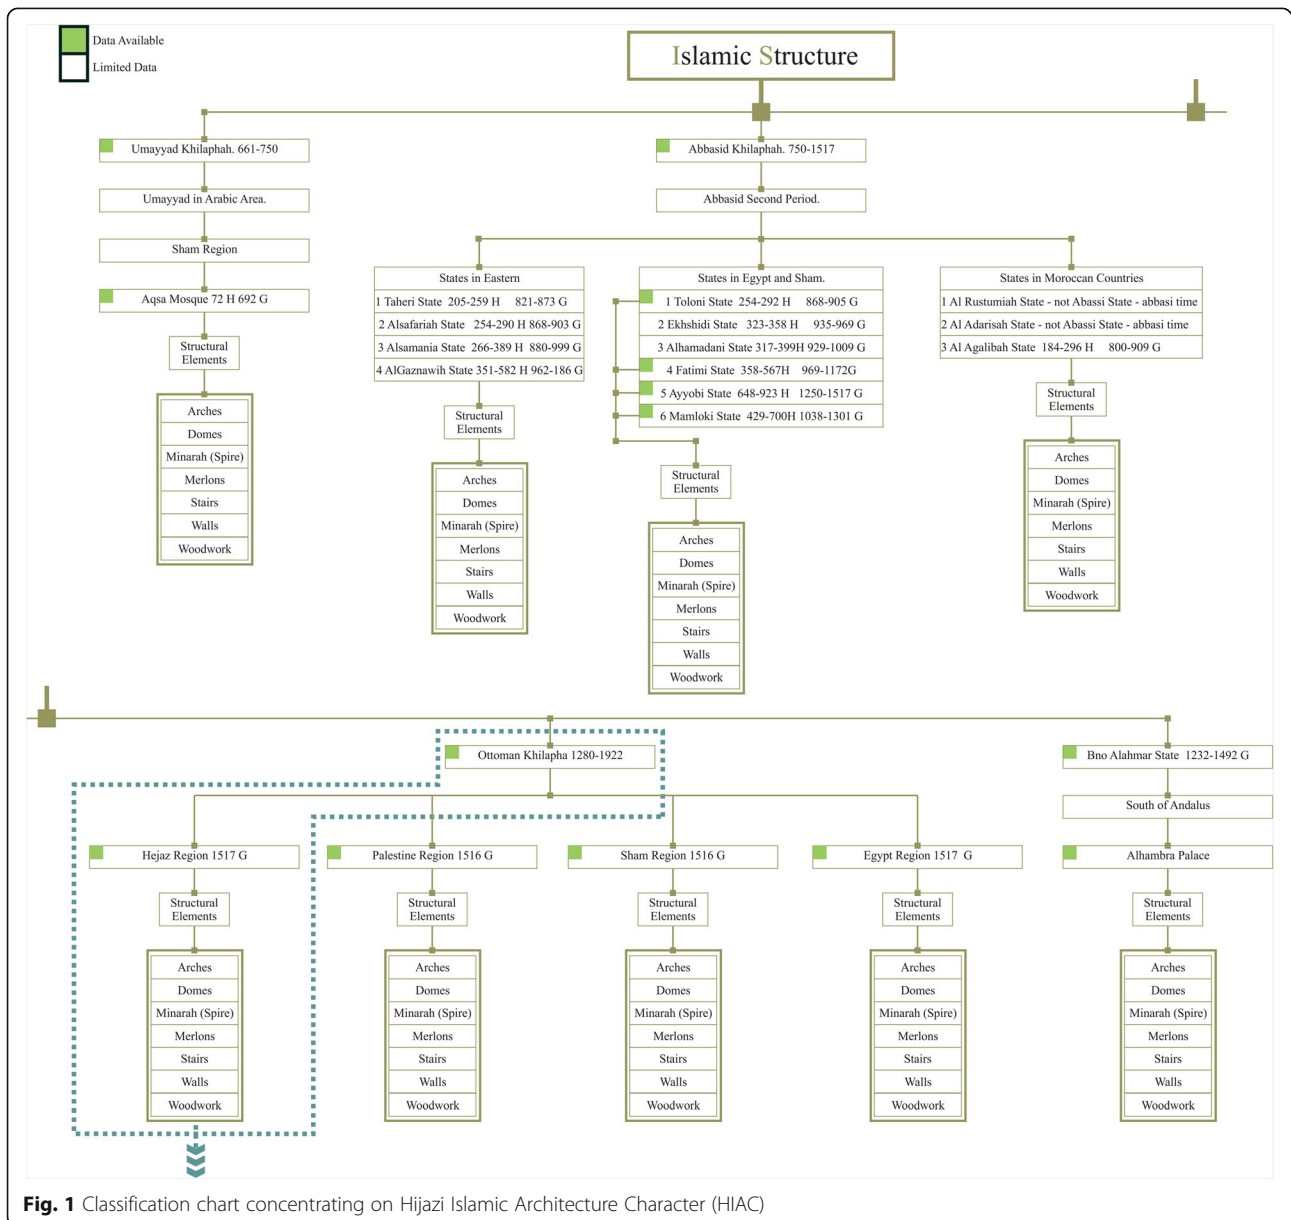 Data Available
Limited Data
Islamic Structure
Umayyad Khilaphah. 661-750
Umayyad in Arabic Area.
Sham Region
Aqsa Mosque 72 H 692 G
Structural
Elements
Arches
Domes
Minarah (Spire)
Merlons
Stairs
Walls
Woodwork
Abbasid Khilaphah. 750-1517
Abbasid Second Period.
States in Eastern
1 Taheri State 205-259 H 821-873 G
2 Alsafariah State 254-290 H 868-903 G
3 Alsamania State 266-389 H 880-999 G
4 AlGaznawih State 351-582 H 962-186 G
Structural
Elements
Arches
Domes
Minarah (Spire)
Merlons
Stairs
Walls
Woodwork
States in Egypt and Sham.
1 Toloni State 254-292 H 868-905 G
2 Ekhshidi State 323-358 H 935-969 G
3 Alhamadani State 317-399H 929-1009 G
4 Fatimi State 358-567H 969-1172G
5 Ayyobi State 648-923 H 1250-1517 G
6 Mamloki State 429-700H 1038-1301 G
Structural
Elements
Arches
Domes
Minarah (Spire)
Merlons
Stairs
Walls
Woodwork
States in Moroccan Countries
1 Al Rustumiah State - not Abassi State - abbasi time
2 Al Adarisah State - not Abassi State - abbasi time
3 Al Agalibah State 184-296 H 800-909 G
Structural
Elements
Arches
Domes
Minarah (Spire)
Merlons
Stairs
Walls
Woodwork
Ottoman Khilapha 1280-1922
Hejaz Region 1517 G
Structural
Elements
Arches
Domes
Minarah (Spire)
Merlons
Stairs
Walls
Woodwork
Palestine Region 1516 G
Structural
Elements
Arches
Domes
Minarah (Spire)
Merlons
Stairs
Walls
Woodwork
Sham Region 1516 G
Structural
Elements
Arches
Domes
Minarah (Spire)
Merlons
Stairs
Walls
Woodwork
Egypt Region 1517 G
Structural
Elements
Arches
Domes
Minarah (Spire)
Merlons
Stairs
Walls
Woodwork
Bno Alahmar State 1232-1492 G
South of Andalus
Alhambra Palace
Structural
Elements
Arches
Domes
Minarah (Spire)
Merlons
Stairs
Walls
Woodwork
Fig. 1 Classification chart concentrating on Hijazi Islamic Architecture Character (HIAC)